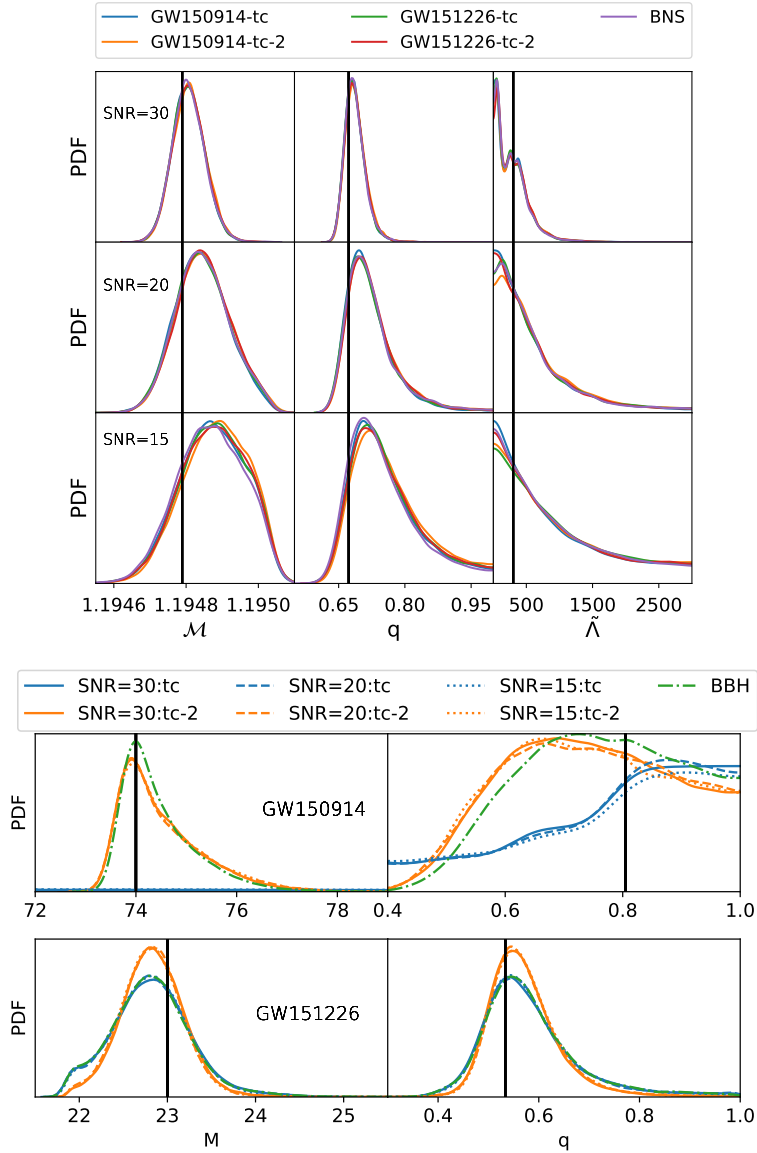 GW150914-tc GW151226-tc BNS
GW150914-tc-2 GW151226-tc-2
SNR=30
PDF
SNR=20
PDF
SNR=15
PDF
1.1946 1.1948 1.1950 0.65 0.80 0.95 500 1500 2500
ℳ q Λ̃
SNR=30:tc SNR=20:tc SNR=15:tc BBH
SNR=30:tc-2 SNR=20:tc-2 SNR=15:tc-2
PDF
GW150914
72 74 76 78 0.4 0.6 0.8 1.0
PDF
GW151226
22 23 24 25 0.4 0.6 0.8 1.0
M q